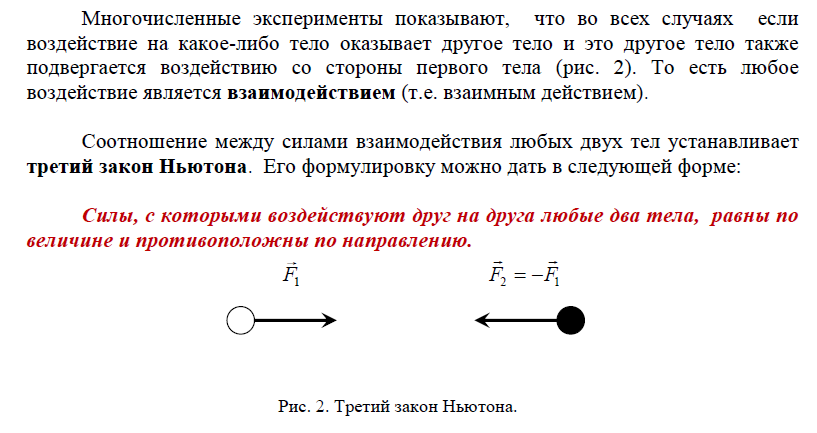 Многочисленные эксперименты показывают, что во всех случаях если
воздействие на какое-либо тело оказывает другое тело и это другое тело также
подвергается воздействию со стороны первого тела (рис. 2). То есть любое
воздействие является взаимодействием (т.е. взаимным действием).
Соотношение между силами взаимодействия любых двух тел устанавливает
третий закон Ньютона. Его формулировку можно дать в следующей форме:
Силы, с которыми воздействуют друг на друга любые два тела, равны по
величине и противоположны по направлению.
F⃗₁ F⃗₂ = −F⃗₁
Рис. 2. Третий закон Ньютона.